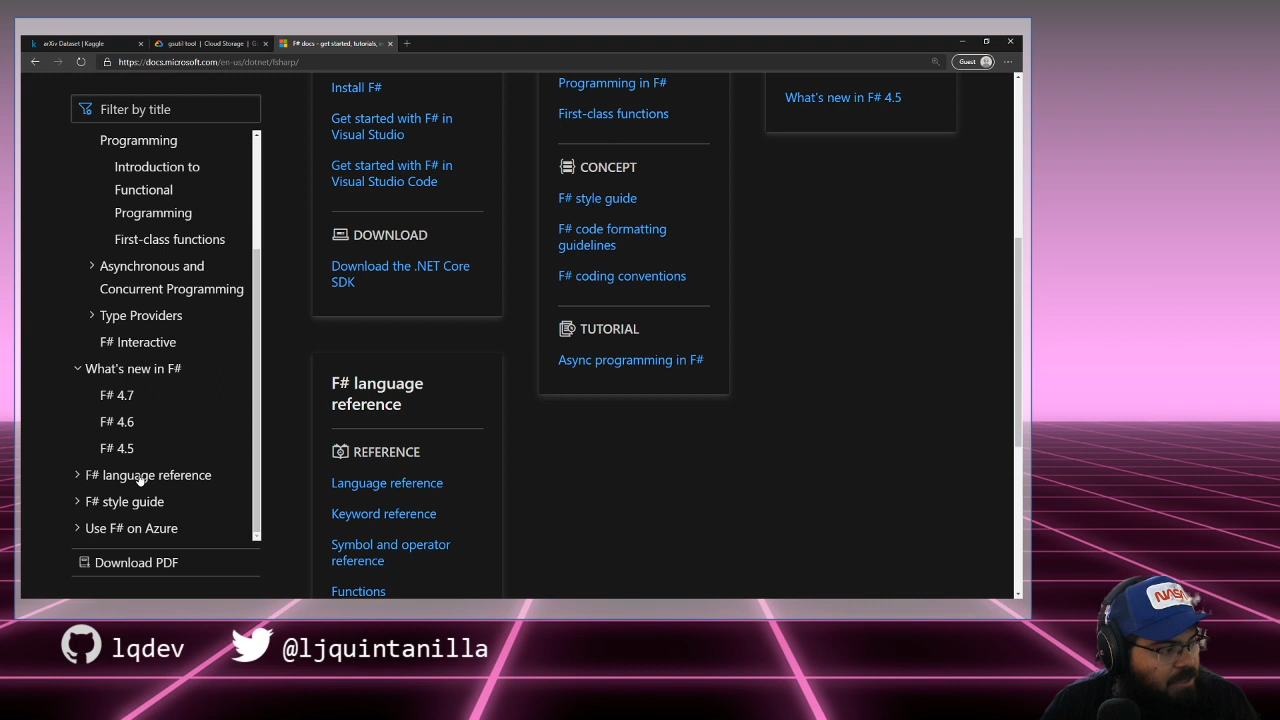 arXiv Dataset | Kaggle
gsutil tool | Cloud Storage | G
F# docs - get started, tutorials,
https://docs.microsoft.com/en-us/dotnet/fsharp/
Guest
Filter by title
Programming
Introduction to
Functional
Programming
First-class functions
Asynchronous and
Concurrent Programming
Type Providers
F# Interactive
What's new in F#
F# 4.7
F# 4.6
F# 4.5
F# language reference
F# style guide
Use F# on Azure
Download PDF
Install F#
Get started with F# in
Visual Studio
Get started with F# in
Visual Studio Code
DOWNLOAD
Download the .NET Core
SDK
F# language
reference
REFERENCE
Language reference
Keyword reference
Symbol and operator
reference
Functions
Programming in F#
First-class functions
CONCEPT
F# style guide
F# code formatting
guidelines
F# coding conventions
TUTORIAL
Async programming in F#
What's new in F# 4.5
lqdev
@ljquintanilla
NASA